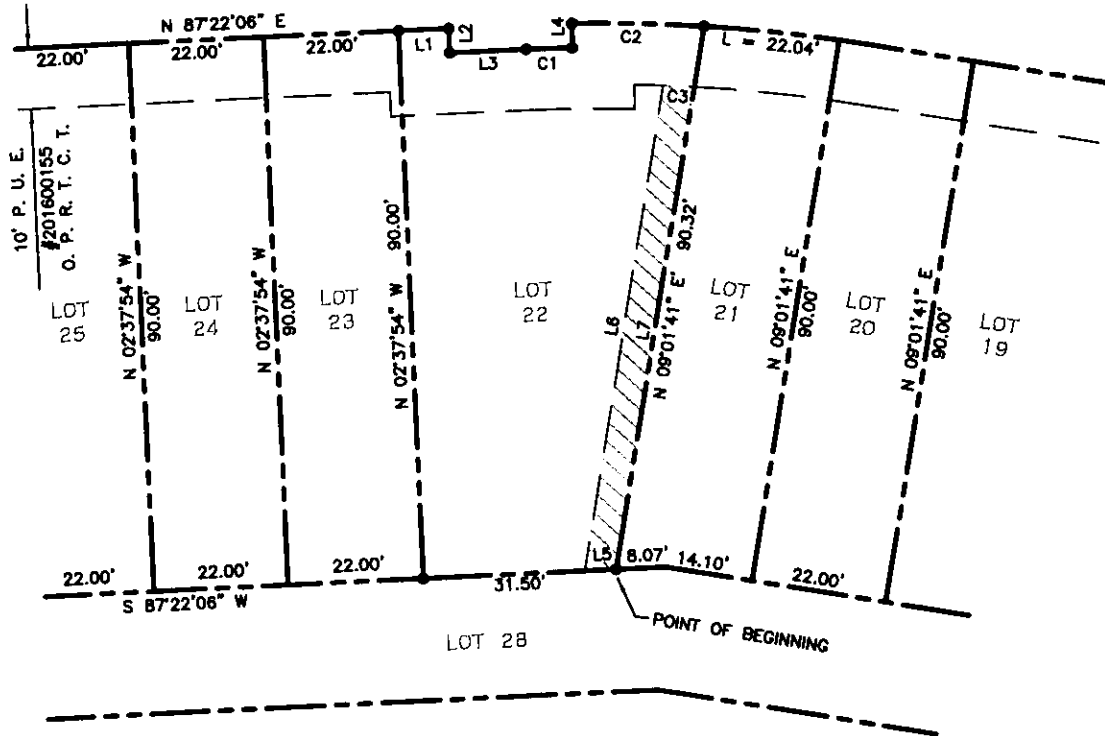 N 87°22'06" E
22.00'
22.00'
22.00'
L1
L2
L3
C1
L4
C2
L = 22.04'
C3
10' P. U. E.
#201600155
O. P. R. T. C. T.
N 02°37'54" W
90.00'
N 02°37'54" W
90.00'
N 02°37'54" W 90.00'
L6
L7
N 09°01'41" E 90.32'
N 09°01'41" E
90.00'
N 09°01'41" E
90.00'
LOT
25
LOT
24
LOT
23
LOT
22
LOT
21
LOT
20
LOT
19
22.00'
22.00'
22.00'
S 87°22'06" W
31.50'
L5
8.07'
14.10'
22.00'
POINT OF BEGINNING
LOT 28